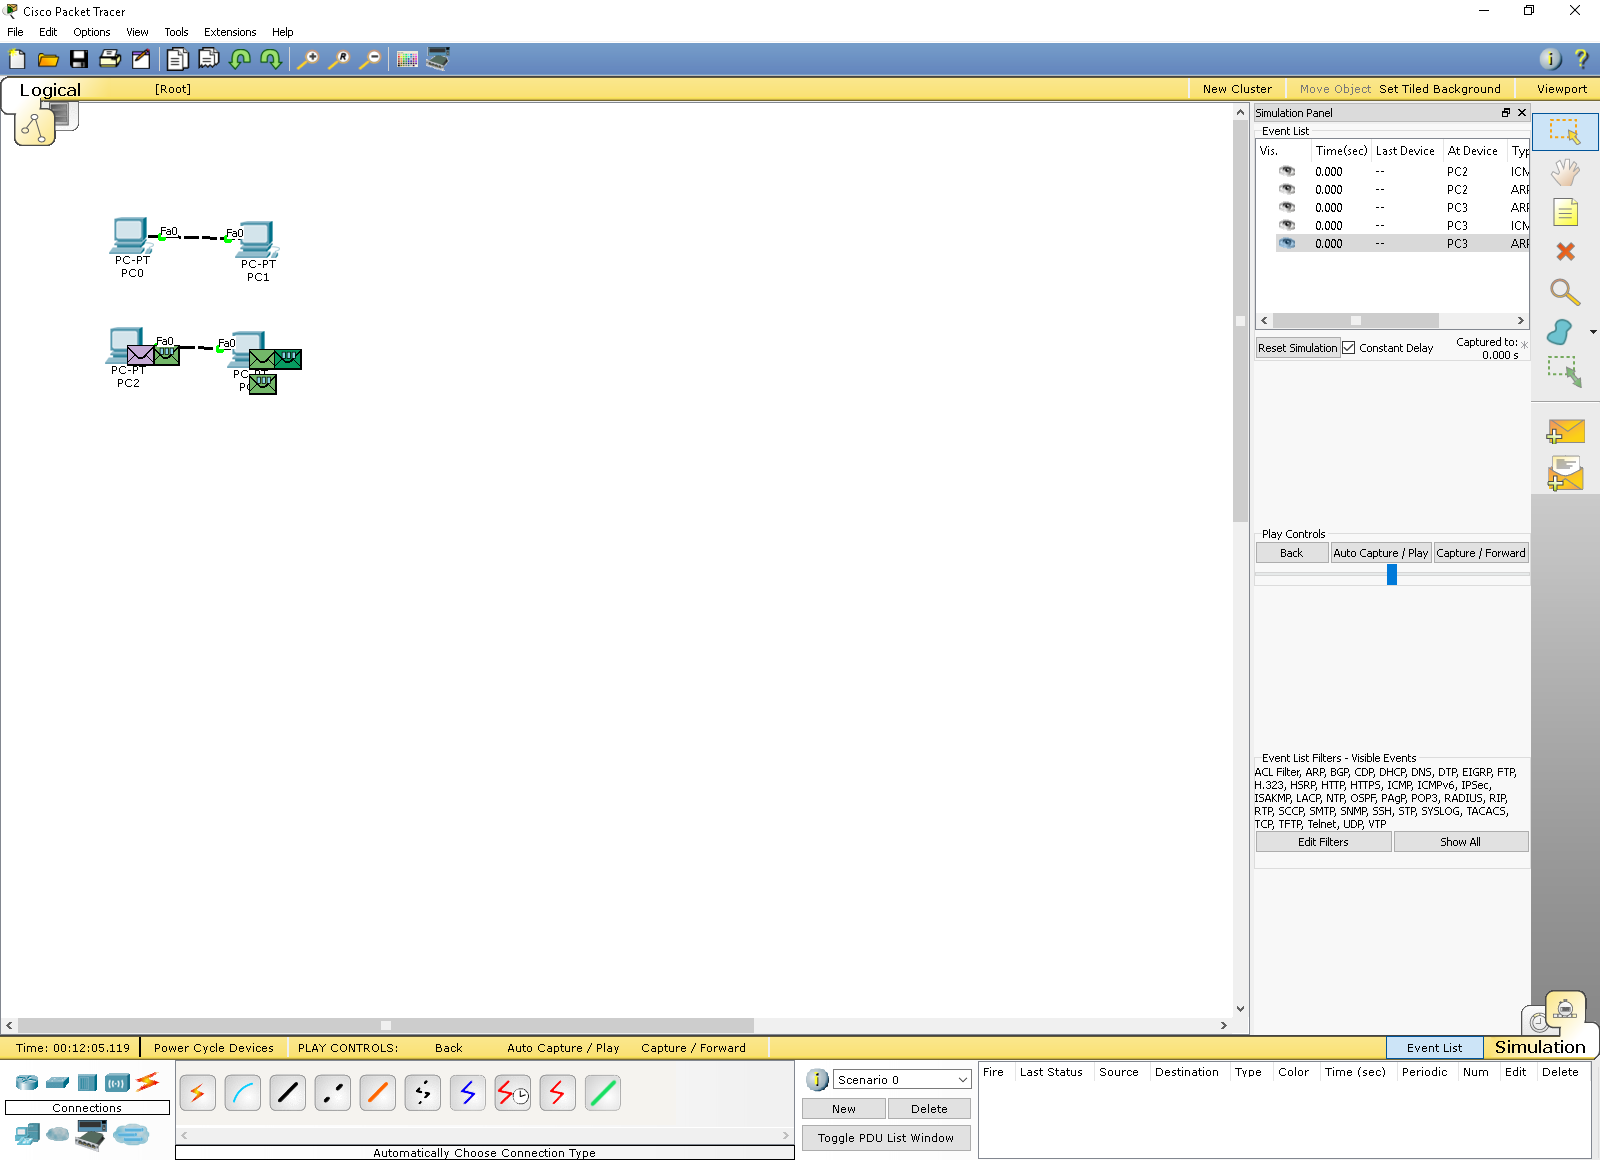 Cisco Packet Tracer
File Edit Options View Tools Extensions Help
Logical [Root] New Cluster Move Object Set Tiled Background Viewport
Simulation Panel
Event List
Vis. Time(sec) Last Device At Device Typ
0.000 -- PC2 ICM
0.000 -- PC2 ARP
0.000 -- PC3 ARP
0.000 -- PC3 ICM
0.000 -- PC3 ARP
Fa0 Fa0
PC-PT PC-PT
PC0 PC1
Fa0 Fa0
PC-PT
PC2
Reset Simulation Constant Delay Captured to: *
0.000 s
Play Controls
Back Auto Capture / Play Capture / Forward
Event List Filters - Visible Events
ACL Filter, ARP, BGP, CDP, DHCP, DNS, DTP, EIGRP, FTP,
H.323, HSRP, HTTP, HTTPS, ICMP, ICMPv6, IPSec,
ISAKMP, LACP, NTP, OSPF, PAgP, POP3, RADIUS, RIP,
RTP, SCCP, SMTP, SNMP, SSH, STP, SYSLOG, TACACS,
TCP, TFTP, Telnet, UDP, VTP
Edit Filters Show All
Time: 00:12:05.119 Power Cycle Devices PLAY CONTROLS: Back Auto Capture / Play Capture / Forward Event List Simulation
Connections
Automatically Choose Connection Type
Scenario 0
New Delete
Toggle PDU List Window
Fire Last Status Source Destination Type Color Time (sec) Periodic Num Edit Delete